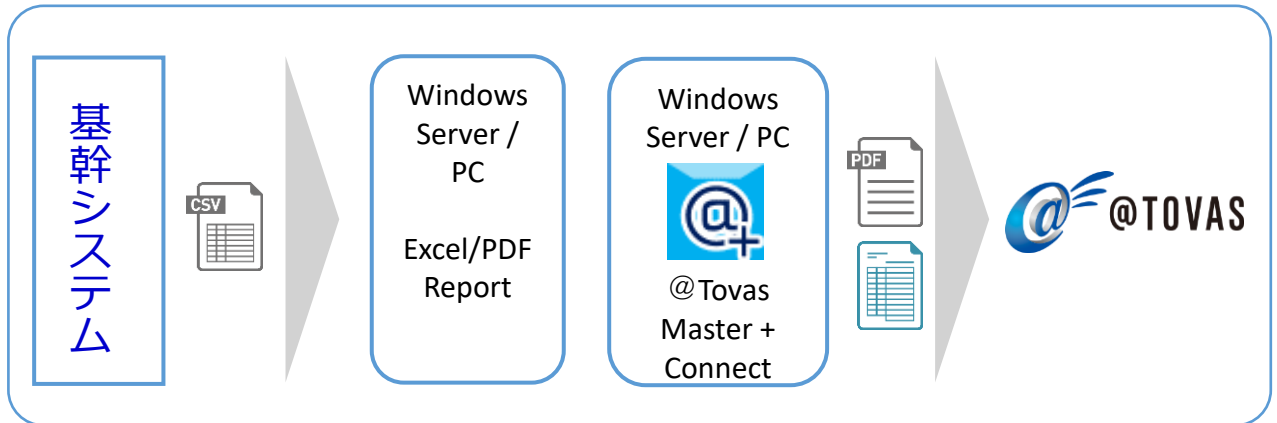 基幹システム
CSV
Windows
Server /
PC
Excel/PDF
Report
Windows
Server / PC
@+
@Tovas
Master +
Connect
PDF
@TOVAS